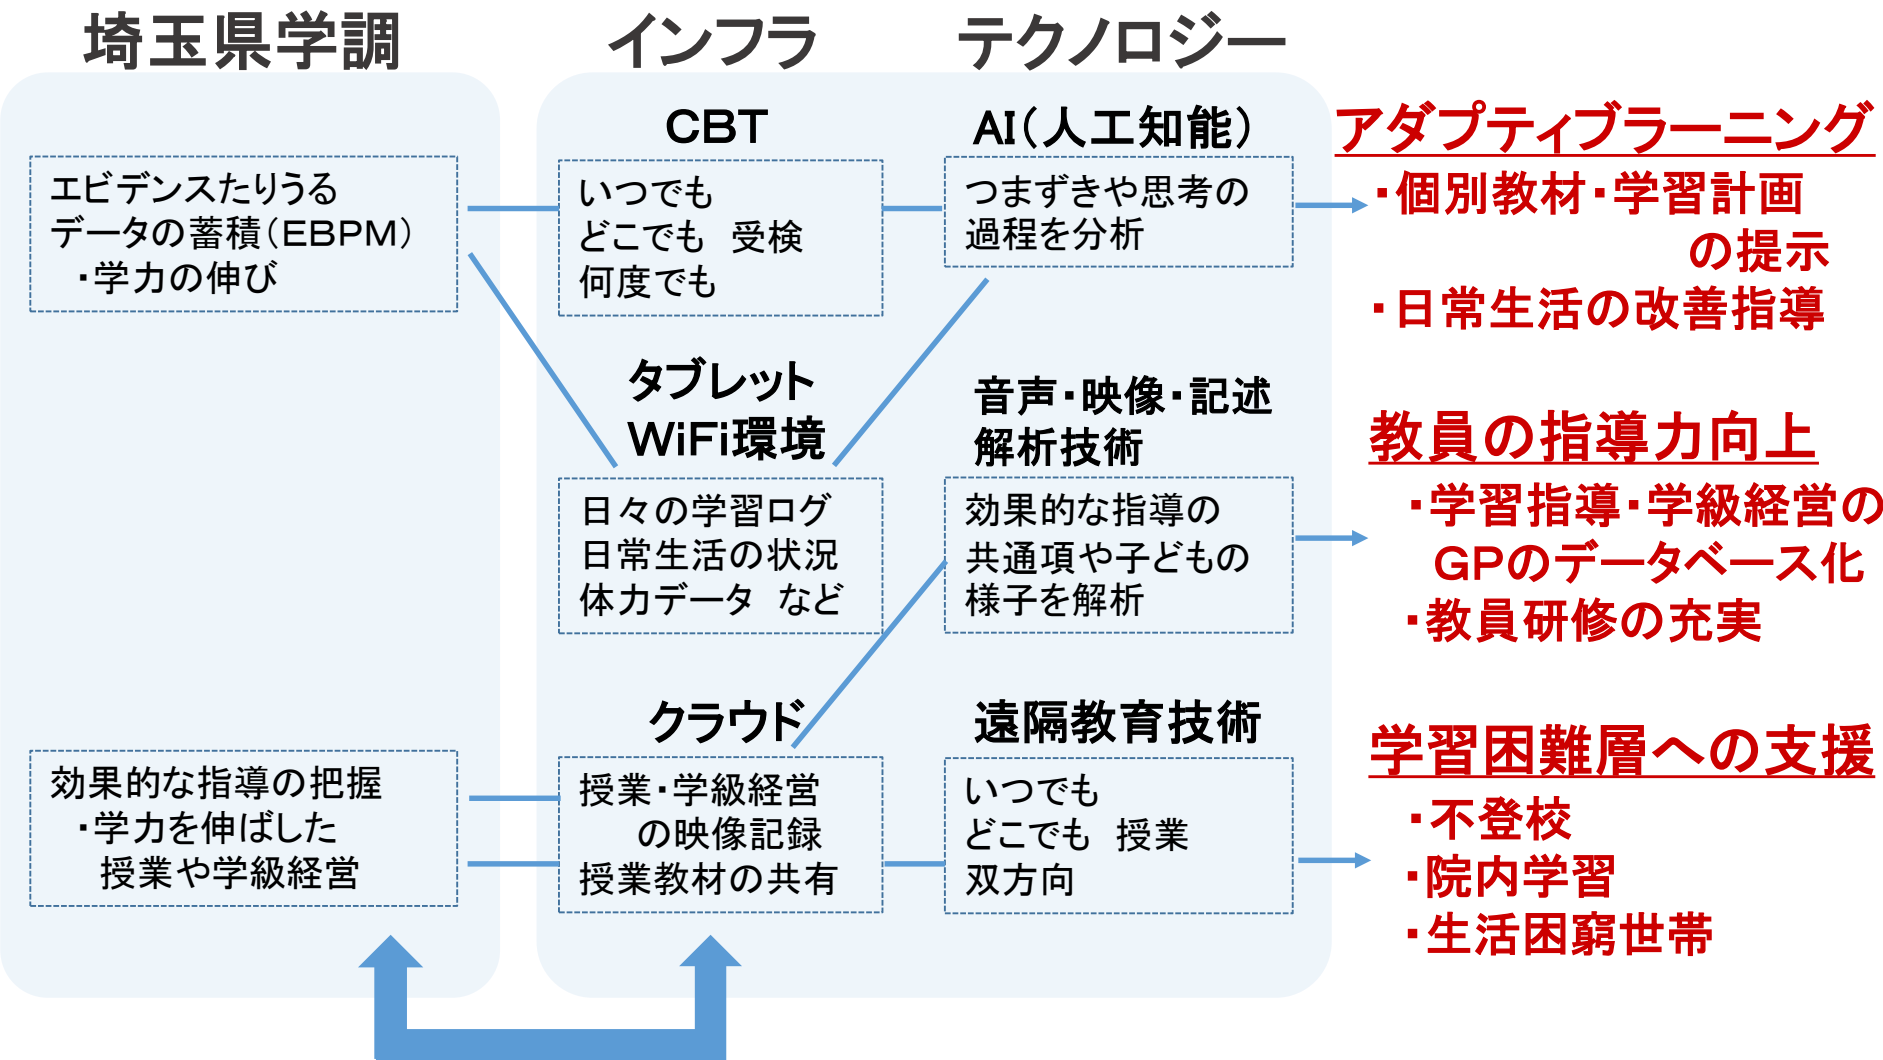 埼玉県学調
インフラ
テクノロジー
エビデンスたりうる
データの蓄積(EBPM)
・学力の伸び
効果的な指導の把握
・学力を伸ばした
授業や学級経営
CBT
いつでも
どこでも 受検
何度でも
タブレット
WiFi環境
日々の学習ログ
日常生活の状況
体力データ など
クラウド
授業・学級経営
の映像記録
授業教材の共有
AI(人工知能)
つまずきや思考の
過程を分析
音声・映像・記述
解析技術
効果的な指導の
共通項や子どもの
様子を解析
遠隔教育技術
いつでも
どこでも 授業
双方向
アダプティブラーニング
・個別教材・学習計画
の提示
・日常生活の改善指導
教員の指導力向上
・学習指導・学級経営の
GPのデータベース化
・教員研修の充実
学習困難層への支援
・不登校
・院内学習
・生活困窮世帯